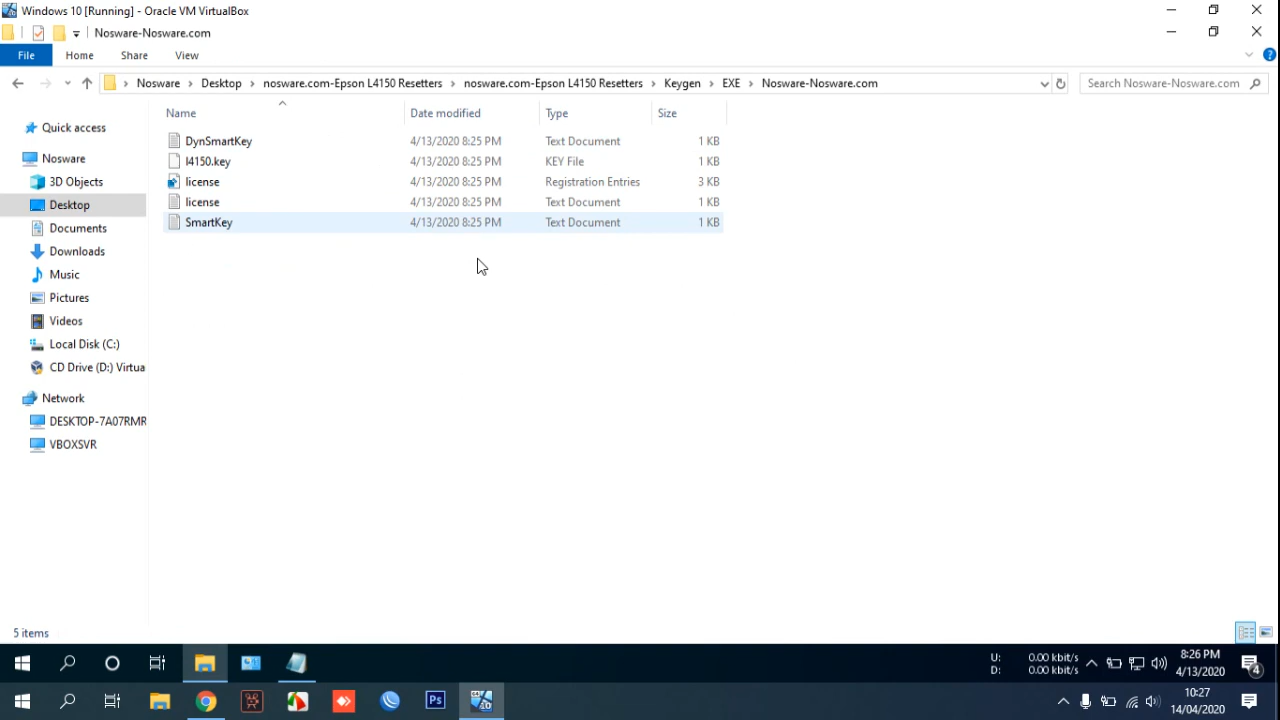 Windows 10 [Running] - Oracle VM VirtualBox
Nosware-Nosware.com
File Home Share View
Nosware Desktop nosware.com-Epson L4150 Resetters nosware.com-Epson L4150 Resetters Keygen EXE Nosware-Nosware.com Search Nosware-Nosware.com
Name Date modified Type Size
DynSmartKey 4/13/2020 8:25 PM Text Document 1 KB
l4150.key 4/13/2020 8:25 PM KEY File 1 KB
license 4/13/2020 8:25 PM Registration Entries 3 KB
license 4/13/2020 8:25 PM Text Document 1 KB
SmartKey 4/13/2020 8:25 PM Text Document 1 KB
Quick access
Nosware
3D Objects
Desktop
Documents
Downloads
Music
Pictures
Videos
Local Disk (C:)
CD Drive (D:) Virtua
Network
DESKTOP-7A07RMR
VBOXSVR
5 items
U: 0.00 kbit/s
D: 0.00 kbit/s
8:26 PM
4/13/2020
4
Ps
10:27
14/04/2020